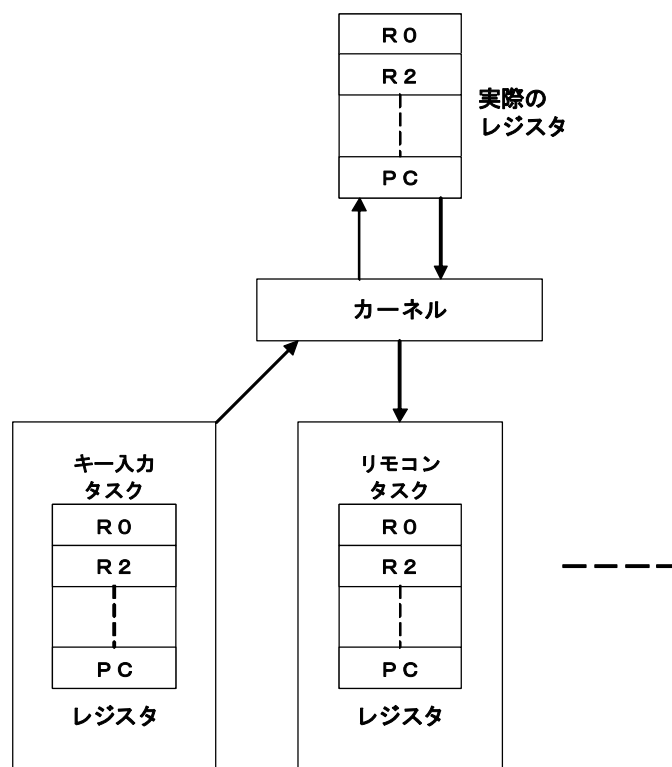 R0
R2
PC
実際の
レジスタ
カーネル
キー入力
タスク
R0
R2
PC
レジスタ
リモコン
タスク
R0
R2
PC
レジスタ